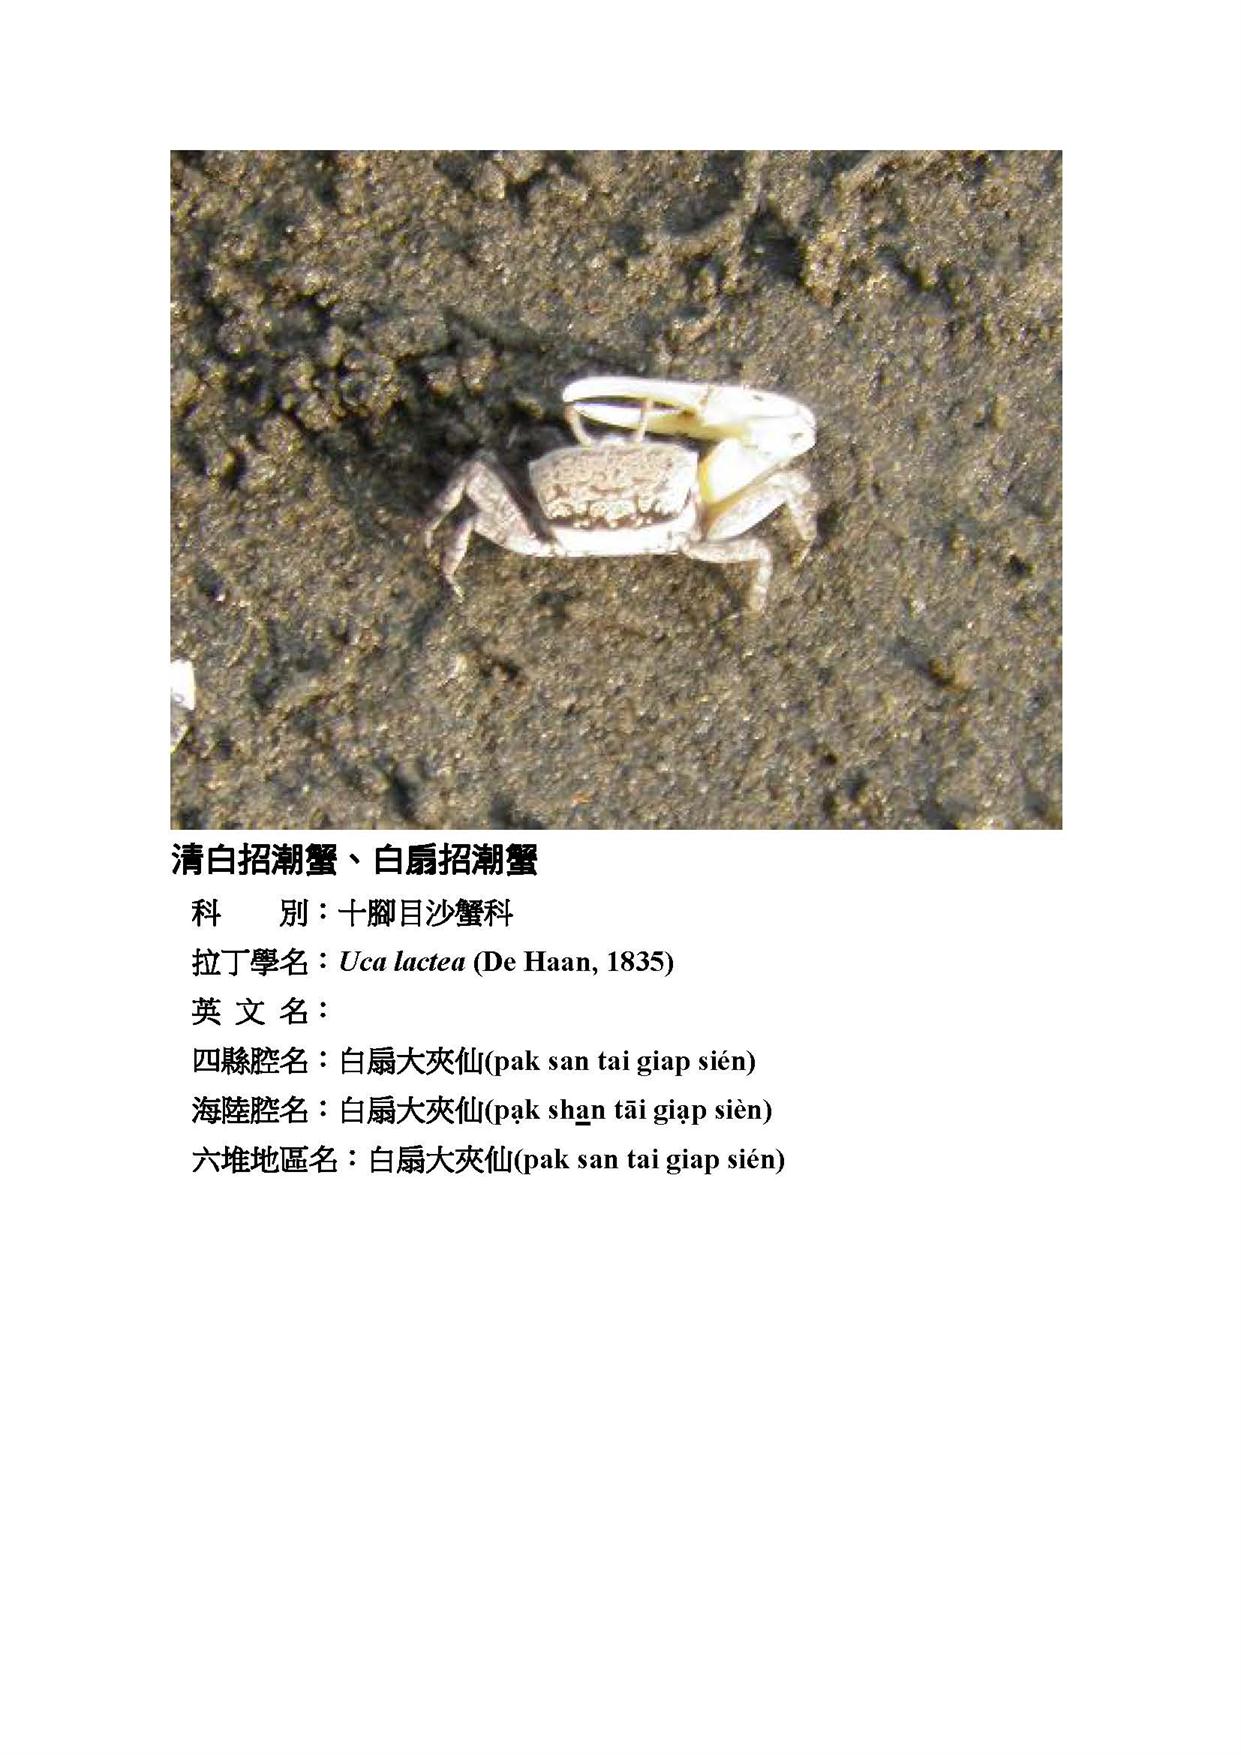 清白招潮蟹、白扇招潮蟹
科　　別：十腳目沙蟹科
拉丁學名：Uca lactea (De Haan, 1835)
英 文 名：
四縣腔名：白扇大夾仙(pak san tai giap sién)
海陸腔名：白扇大夾仙(pạk shan tāi giạp sièn)
六堆地區名：白扇大夾仙(pak san tai giap sién)